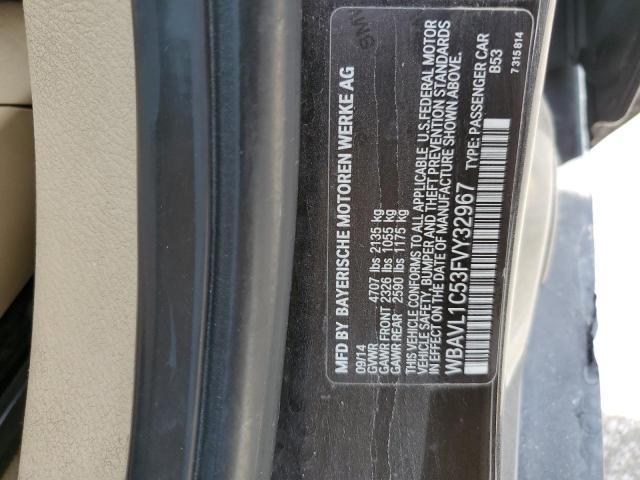 MFD BY BAYERISCHE MOTOREN WERKE AG
09/14
GVWR 4707 lbs 2135 kg
GAWR FRONT 2326 lbs 1055 kg
GAWR REAR 2590 lbs 1175 kg
THIS VEHICLE CONFORMS TO ALL APPLICABLE U.S.FEDERAL MOTOR
VEHICLE SAFETY, BUMPER AND THEFT PREVENTION STANDARDS
IN EFFECT ON THE DATE OF MANUFACTURE SHOWN ABOVE.
WBAVL1C53FVY32967 TYPE: PASSENGER CAR
B53
7 315 814